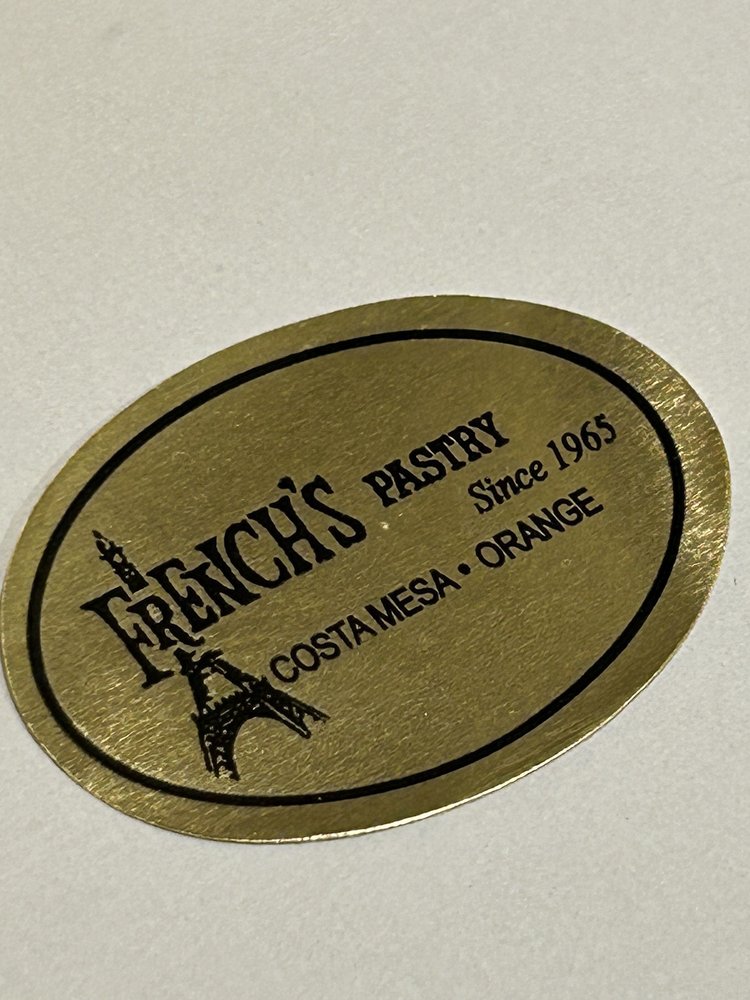 FRENCH'S PASTRY
Since 1965
COSTA MESA • ORANGE